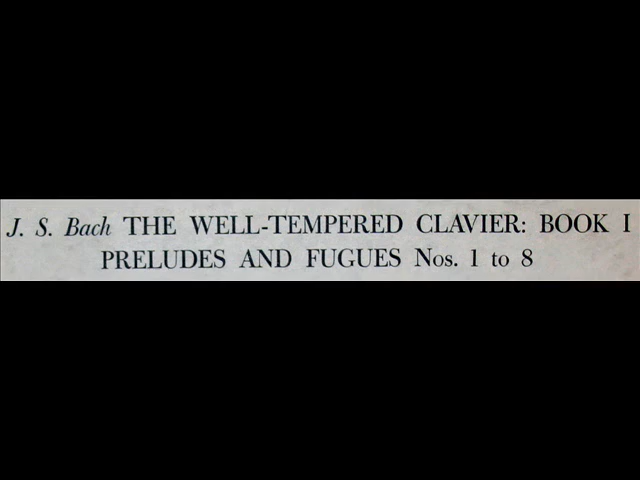 J. S. Bach THE WELL-TEMPERED CLAVIER: BOOK I
PRELUDES AND FUGUES Nos. 1 to 8